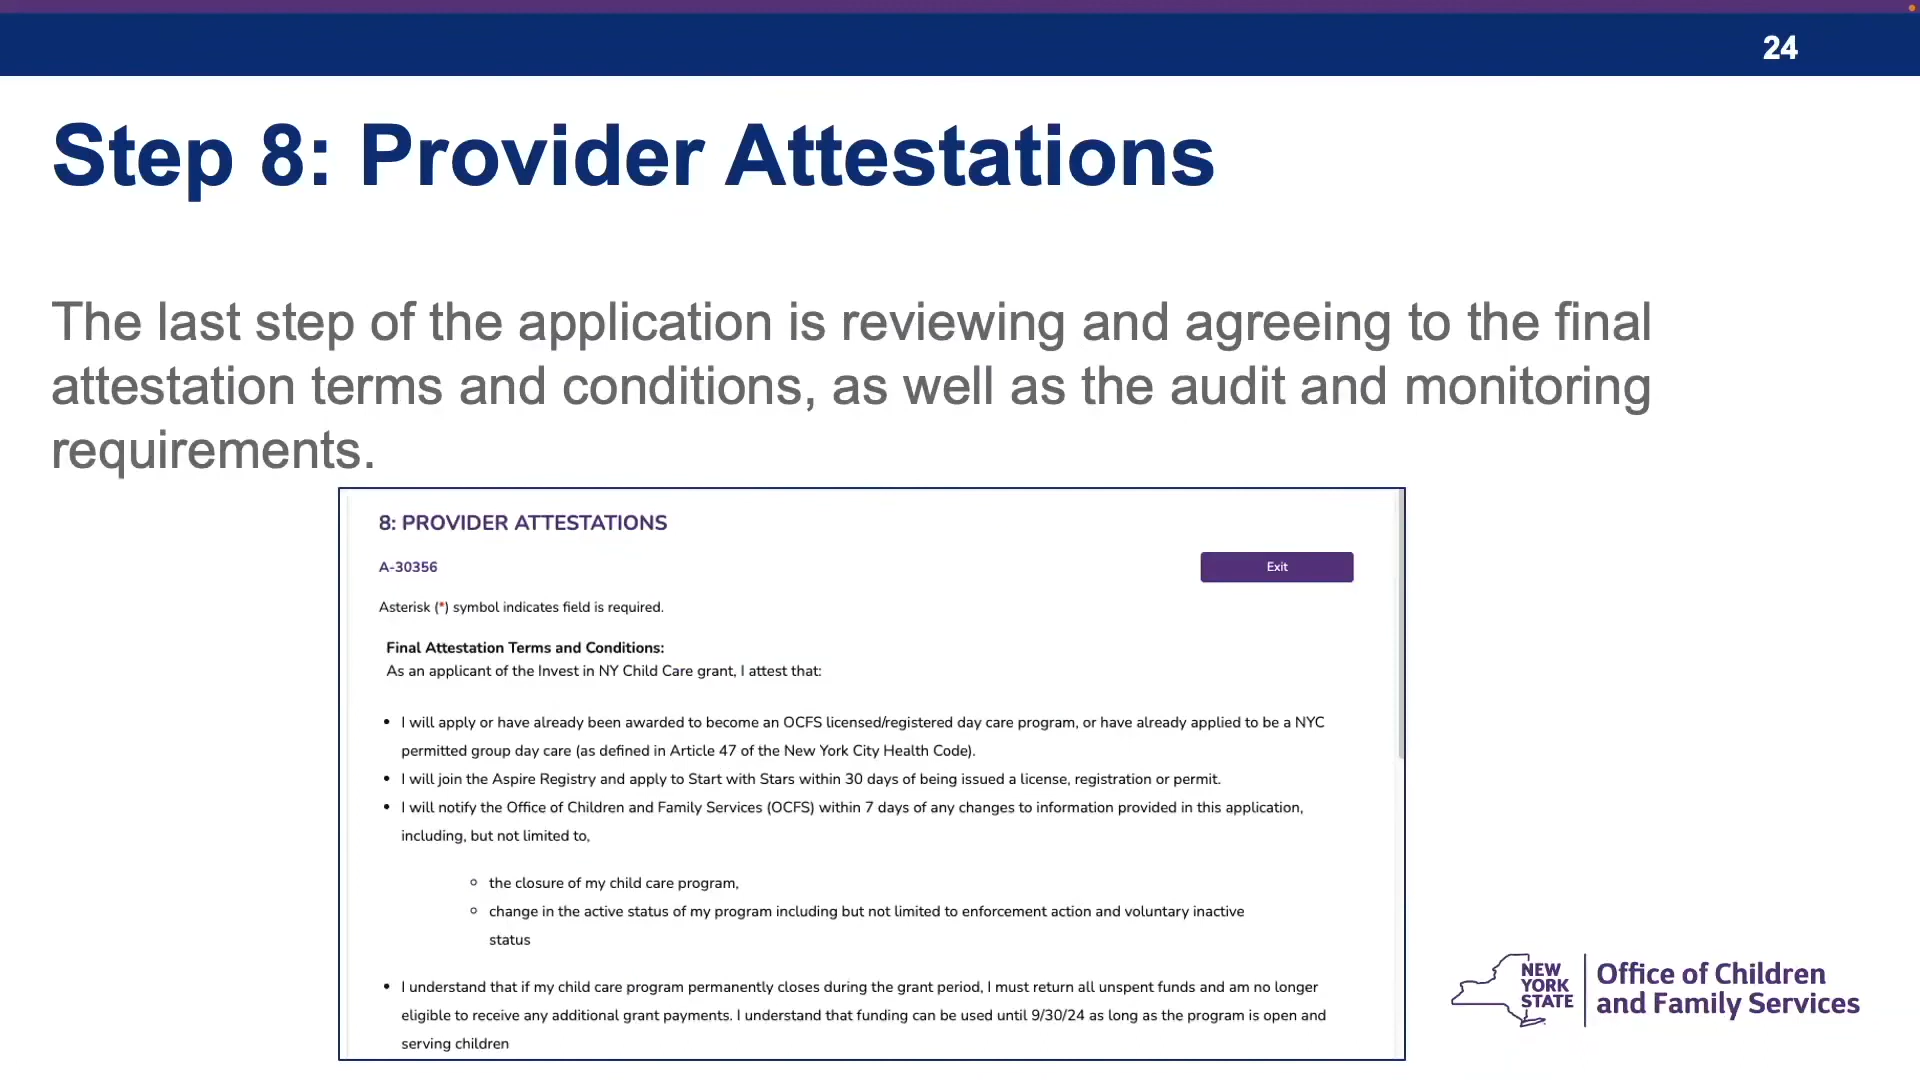 24
Step 8: Provider Attestations
The last step of the application is reviewing and agreeing to the final
attestation terms and conditions, as well as the audit and monitoring
requirements.
8: PROVIDER ATTESTATIONS
A-30356
Exit
Asterisk (*) symbol indicates field is required.
Final Attestation Terms and Conditions:
As an applicant of the Invest in NY Child Care grant, I attest that:
• I will apply or have already been awarded to become an OCFS licensed/registered day care program, or have already applied to be a NYC
permitted group day care (as defined in Article 47 of the New York City Health Code).
• I will join the Aspire Registry and apply to Start with Stars within 30 days of being issued a license, registration or permit.
• I will notify the Office of Children and Family Services (OCFS) within 7 days of any changes to information provided in this application,
including, but not limited to,
○ the closure of my child care program,
○ change in the active status of my program including but not limited to enforcement action and voluntary inactive
status
• I understand that if my child care program permanently closes during the grant period, I must return all unspent funds and am no longer
eligible to receive any additional grant payments. I understand that funding can be used until 9/30/24 as long as the program is open and
serving children
NEW
YORK
STATE
Office of Children
and Family Services